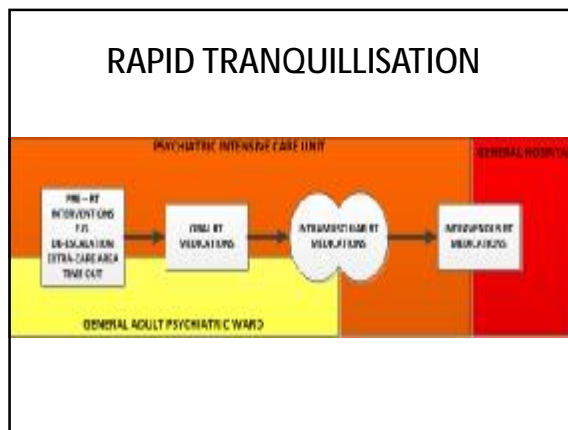 RAPID TRANQUILLISATION
PSYCHIATRIC INTENSIVE CARE UNIT
GENERAL HOSPITA
PRE – RT
INTERVENTIONS
DE-ESCALATION
EXTRA-CARE AREA
TIME OUT
ORAL RT
MEDICATIONS
INTRAMUSCULAR RT
MEDICATIONS
INTRAVENOUS RT
MEDICATIONS
GENERAL ADULT PSYCHIATRIC WARD